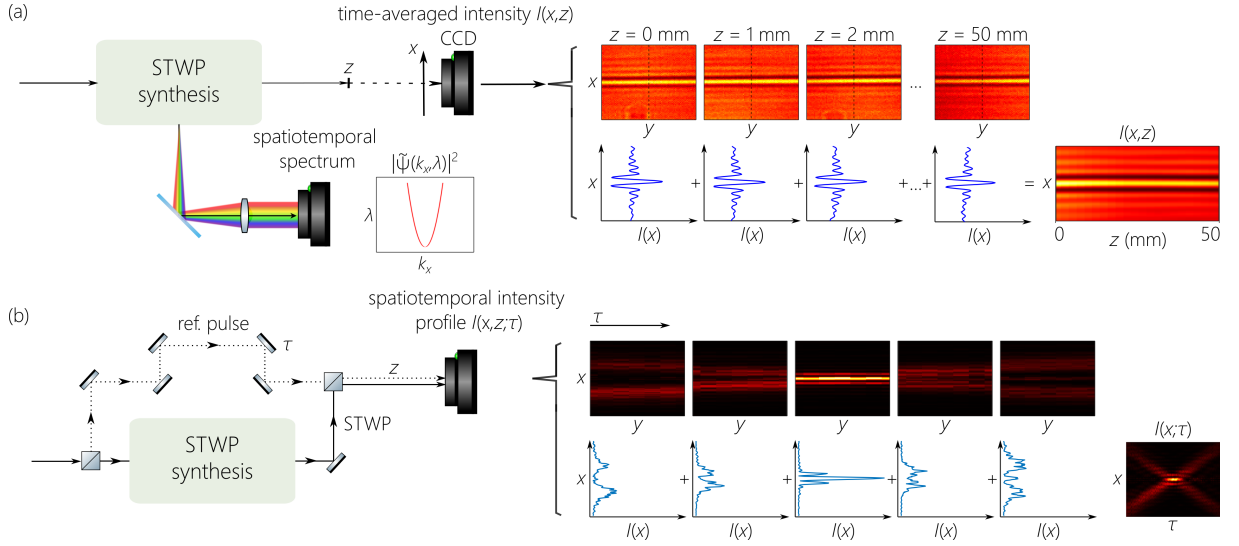 (a)
time-averaged intensity I(x,z)
CCD
x
z
STWP
synthesis
spatiotemporal
spectrum
|Ψ̃(kₓ,λ)|²
λ
kₓ
z = 0 mm
z = 1 mm
z = 2 mm
z = 50 mm
x
...
y
y
y
y
I(x,z)
x
+
+
+...+
=
x
I(x)
I(x)
I(x)
I(x)
0
50
z (mm)
(b)
spatiotemporal intensity
profile I(x,z;τ)
ref. pulse
τ
z
STWP
STWP
synthesis
τ
x
y
y
y
y
y
I(x;τ)
x
+
+
+
+
x
I(x)
I(x)
I(x)
I(x)
I(x)
τ